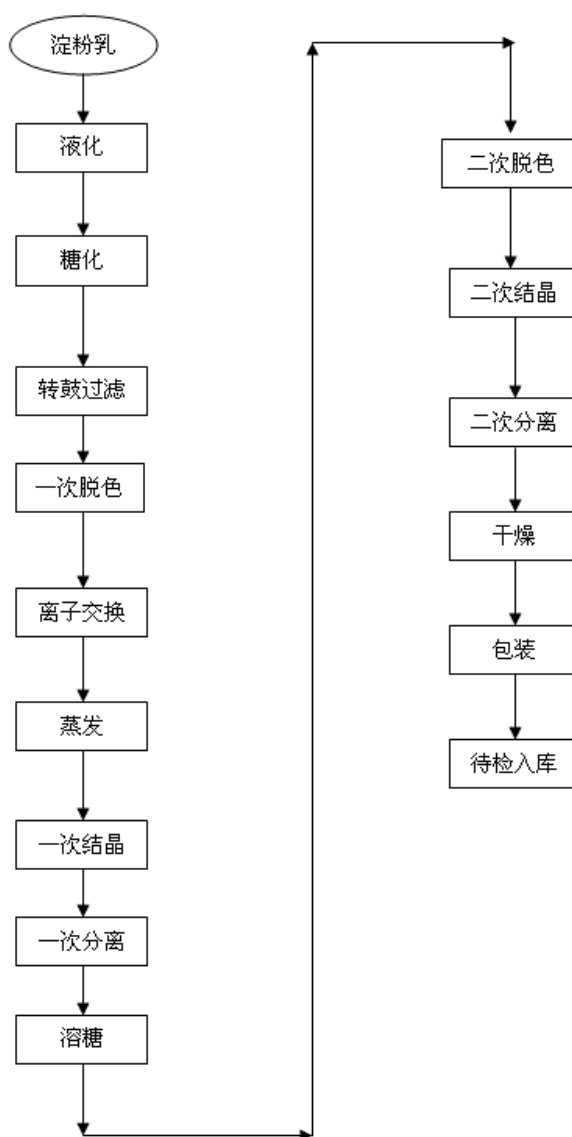 淀粉乳
液化
糖化
转鼓过滤
一次脱色
离子交换
蒸发
一次结晶
一次分离
溶糖
二次脱色
二次结晶
二次分离
干燥
包装
待检入库